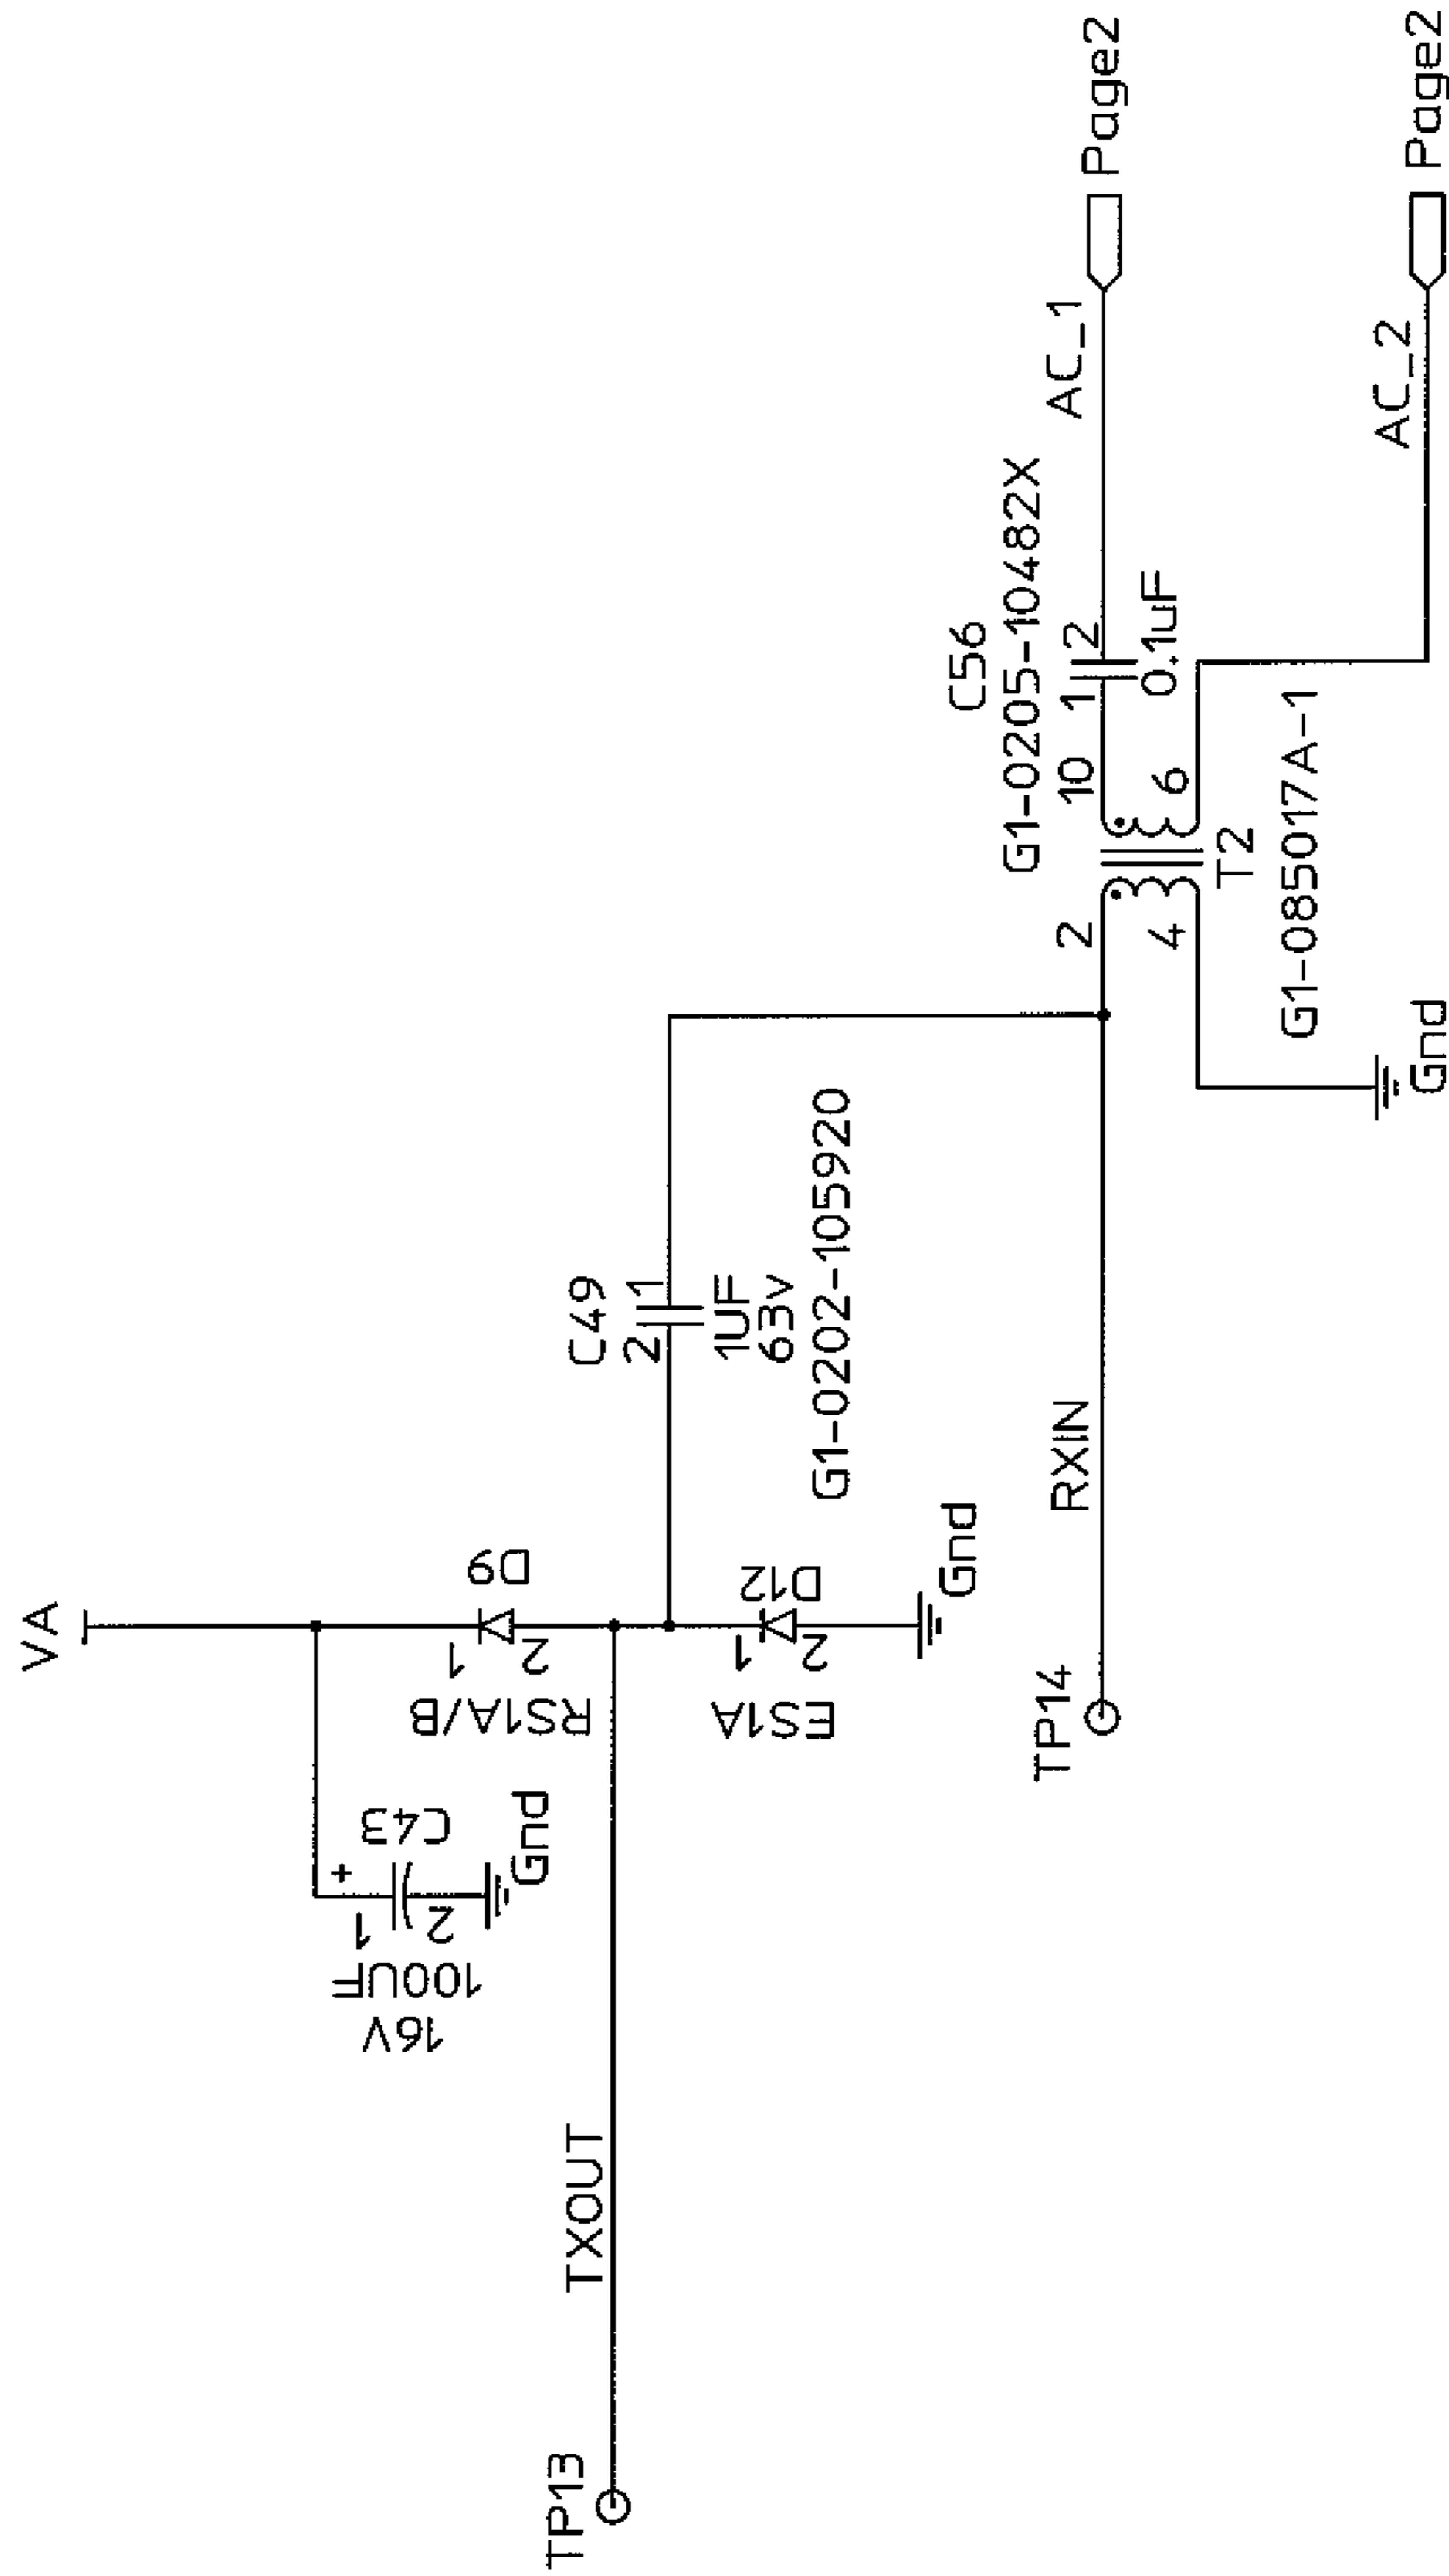 VA
D9
1
2
RS1A/B
+
C43
1
2
100UF
16V
Gnd
TXOUT
TP13
C49
2
1
1UF
63v
G1-0202-105920
D12
1
2
ES1A
Gnd
TP14
RXIN
2
4
T2
G1-085017A-1
Gnd
10
6
C56
G1-0205-10482X
1
2
0.1uF
AC_1
Page2
AC_2
Page2